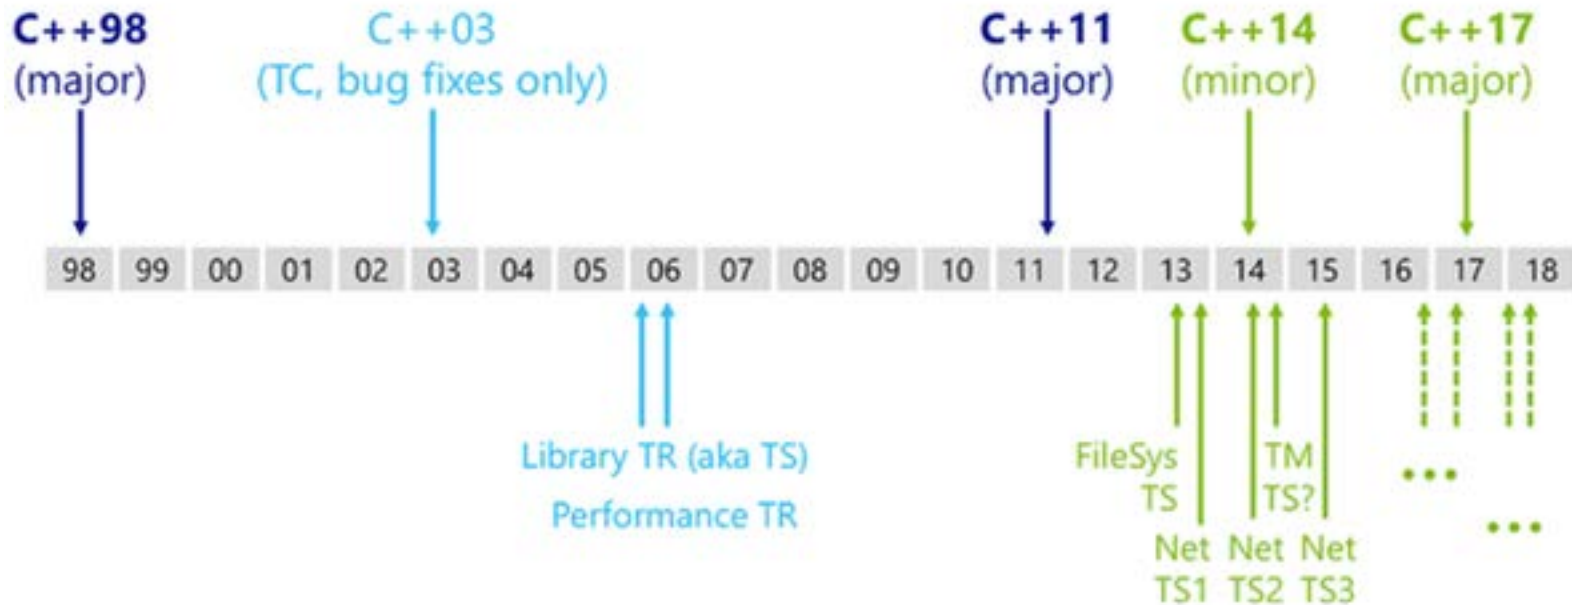 C++98
(major)
C++03
(TC, bug fixes only)
C++11
(major)
C++14
(minor)
C++17
(major)
98 99 00 01 02 03 04 05 06 07 08 09 10 11 12 13 14 15 16 17 18
Library TR (aka TS)
Performance TR
FileSys
TS
TM
TS?
Net
TS1
Net
TS2
Net
TS3
...
...